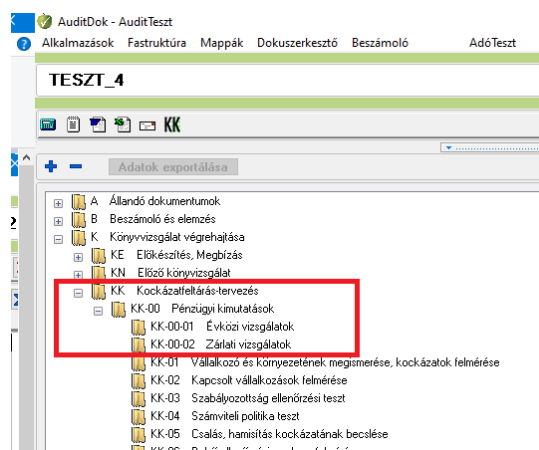 AuditDok - AuditTeszt
Alkalmazások Fastruktúra Mappák Dokuszerkesztő Beszámoló AdóTeszt
TESZT_4
KK
Adatok exportálása
A Állandó dokumentumok
B Beszámoló és elemzés
K Könyvvizsgálat végrehajtása
KE Előkészítés, Megbízás
KN Előző könyvvizsgálat
KK Kockázatfeltárás-tervezés
KK-00 Pénzügyi kimutatások
KK-00-01 Évközi vizsgálatok
KK-00-02 Zárlati vizsgálatok
KK-01 Vállalkozó és környezetének megismerése, kockázatok felmérése
KK-02 Kapcsolt vállalkozások felmérése
KK-03 Szabályozottság ellenőrzési teszt
KK-04 Számviteli politika teszt
KK-05 Csalás, hamisítás kockázatának becslése